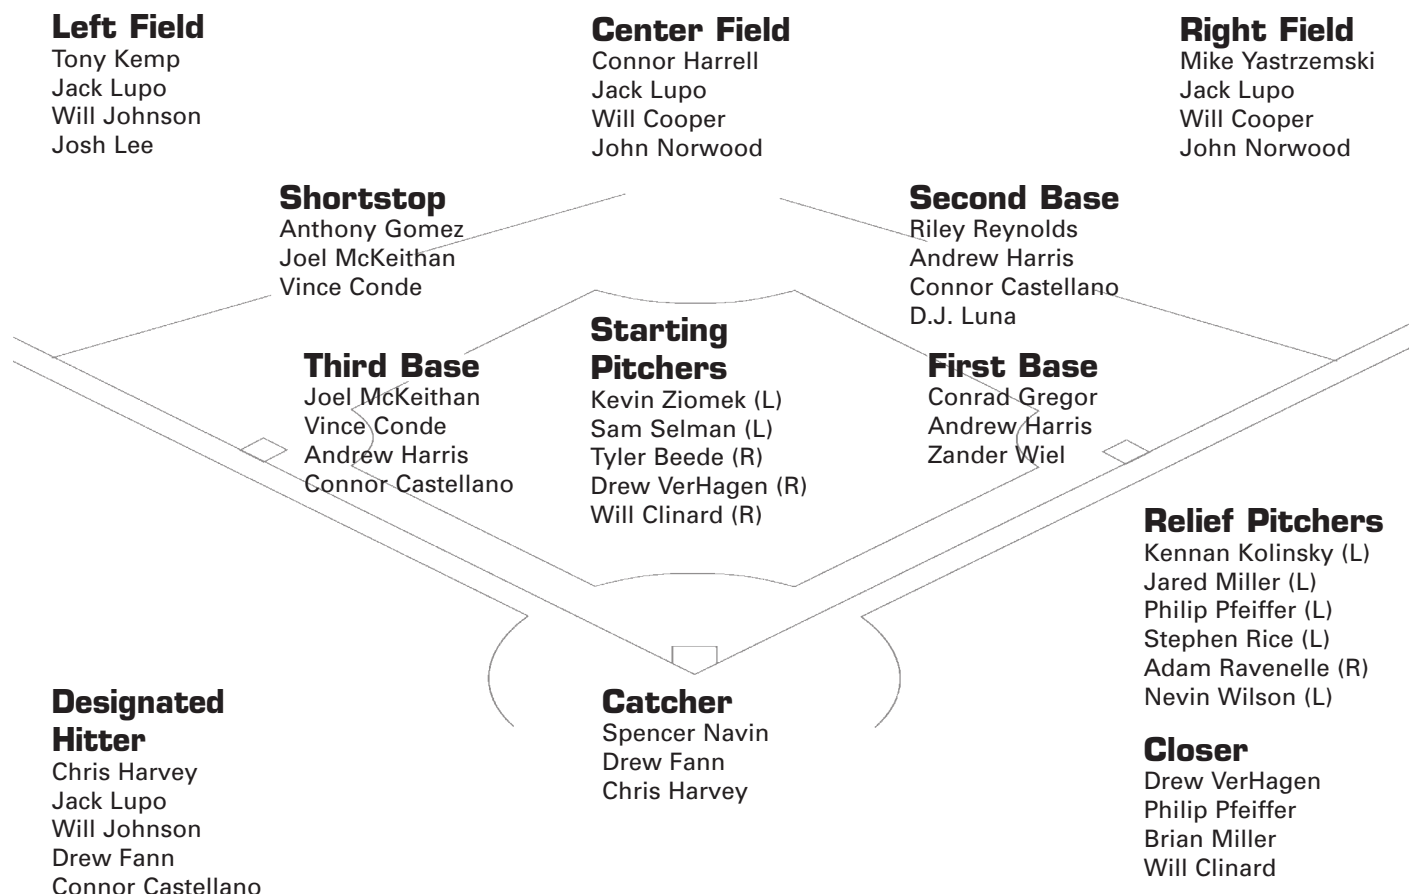 Left Field
Tony Kemp
Jack Lupo
Will Johnson
Josh Lee
Center Field
Connor Harrell
Jack Lupo
Will Cooper
John Norwood
Right Field
Mike Yastrzemski
Jack Lupo
Will Cooper
John Norwood
Shortstop
Anthony Gomez
Joel McKeithan
Vince Conde
Second Base
Riley Reynolds
Andrew Harris
Connor Castellano
D.J. Luna
Third Base
Joel McKeithan
Vince Conde
Andrew Harris
Connor Castellano
Starting
Pitchers
Kevin Ziomek (L)
Sam Selman (L)
Tyler Beede (R)
Drew VerHagen (R)
Will Clinard (R)
First Base
Conrad Gregor
Andrew Harris
Zander Wiel
Relief Pitchers
Kennan Kolinsky (L)
Jared Miller (L)
Philip Pfeiffer (L)
Stephen Rice (L)
Adam Ravenelle (R)
Nevin Wilson (L)
Designated
Hitter
Chris Harvey
Jack Lupo
Will Johnson
Drew Fann
Connor Castellano
Catcher
Spencer Navin
Drew Fann
Chris Harvey
Closer
Drew VerHagen
Philip Pfeiffer
Brian Miller
Will Clinard